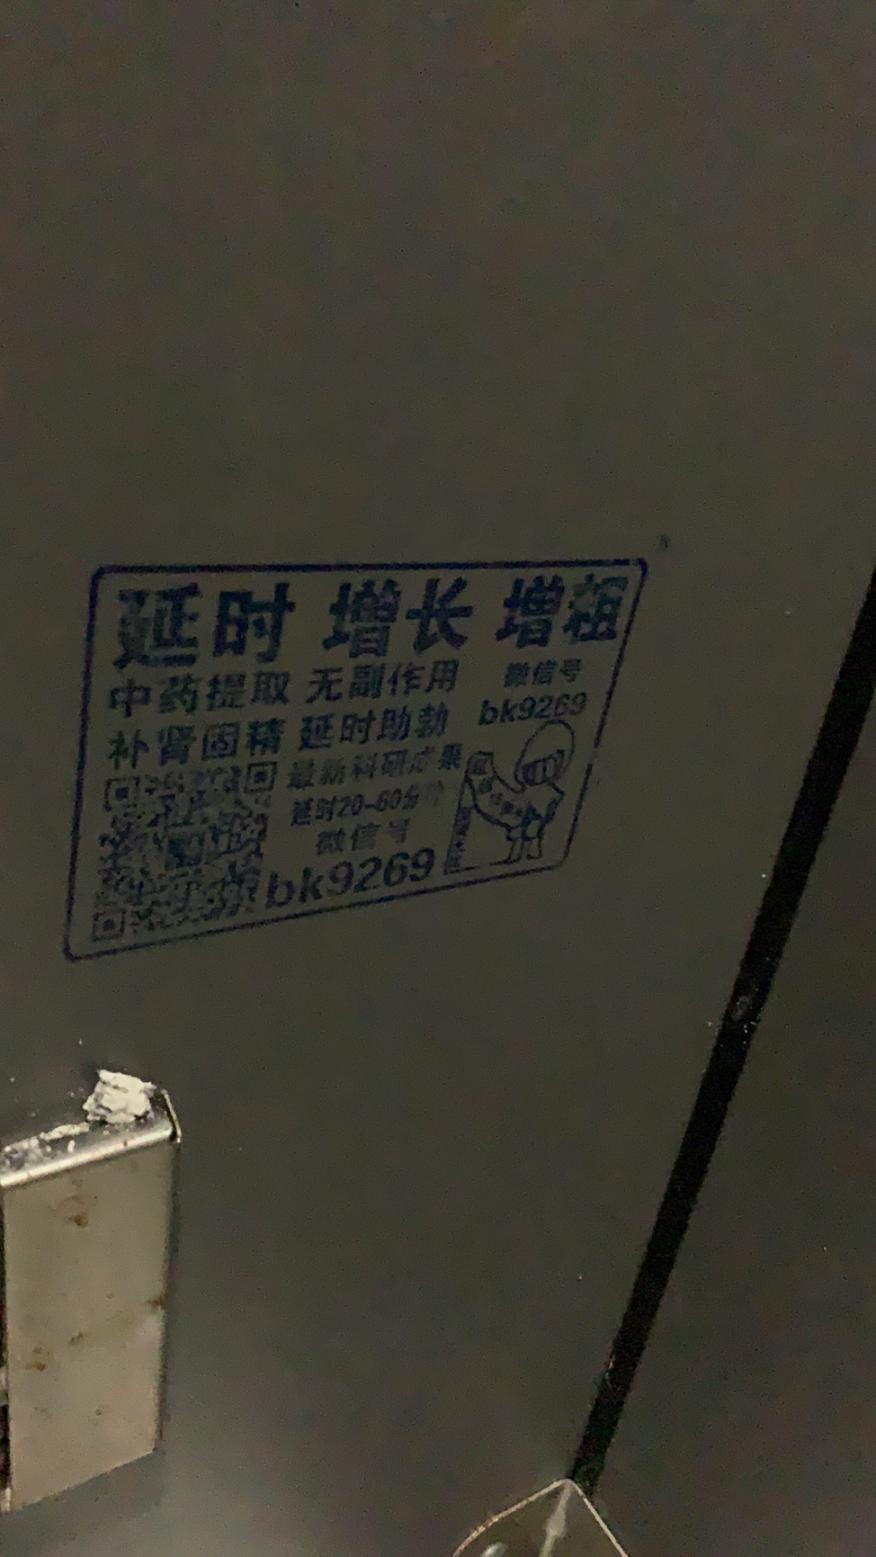 延时 增长 增粗
中药提取 无副作用
补肾固精 延时助勃
微信号
bk9269
最新科研成果
延时20-60分
微信号
bk9269